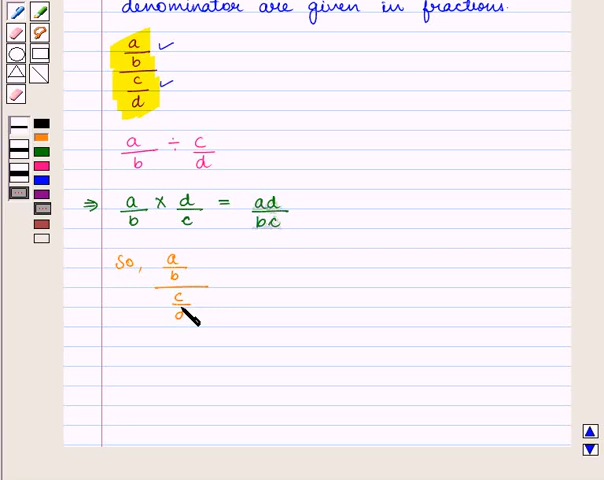 denominator are given in fractions.
a
b
c
d
a/b ÷ c/d
⇒ a/b × d/c = ad/bc
So, a/b
c
d